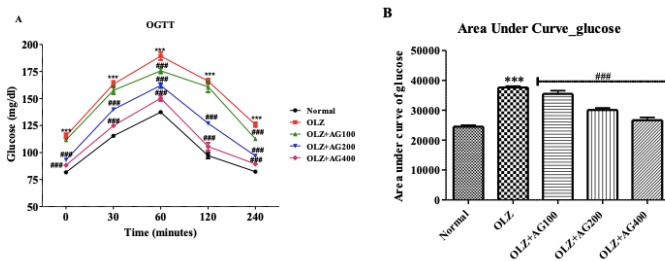 A
OGTT
Glucose (mg/dl)
200
175
150
125
100
75
50
***
***
***
***
***
###
###
###
###
###
###
###
###
###
###
###
###
0
30
60
120
240
Time (minutes)
Normal
OLZ
OLZ+AG100
OLZ+AG200
OLZ+AG400
B
Area Under Curve_glucose
Area under curve of glucose
50000
40000
30000
20000
10000
0
***
###
Normal
OLZ
OLZ+AG100
OLZ+AG200
OLZ+AG400